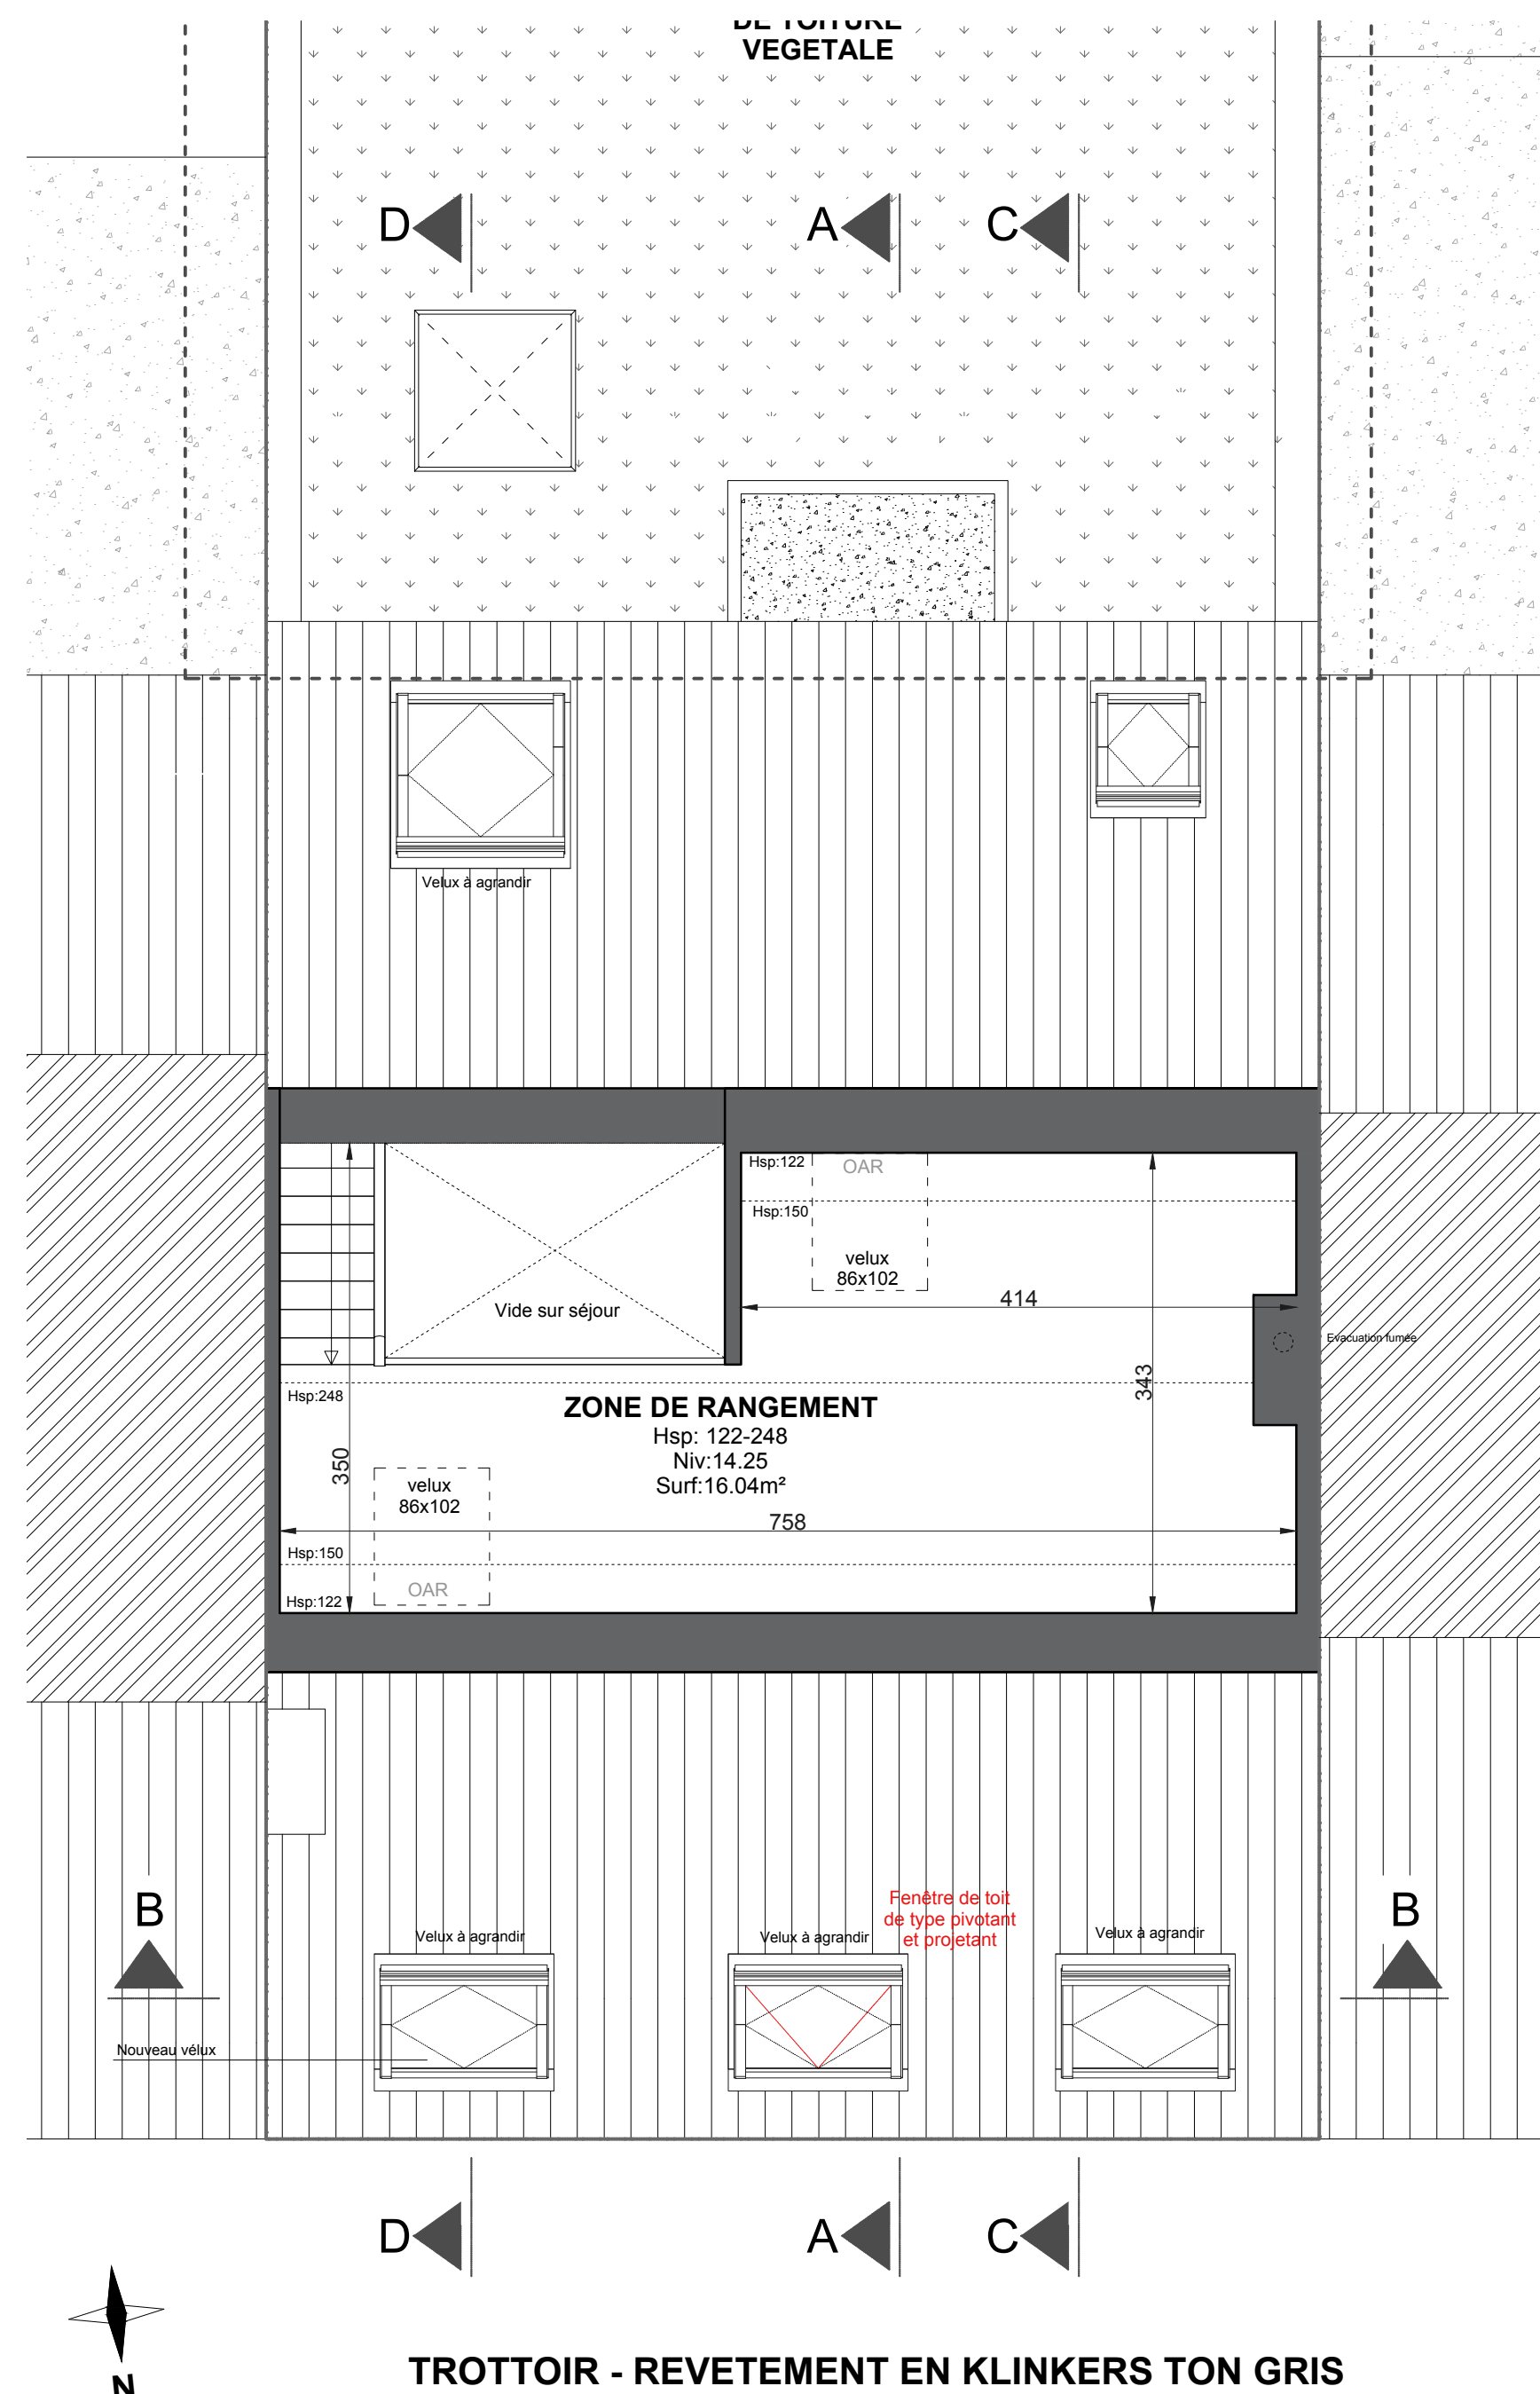 DE TOITURE
VEGETALE
D
A
C
Velux à agrandir
Hsp:122
OAR
Hsp:150
velux
86x102
414
Vide sur séjour
Evacuation fumée
343
Hsp:248
ZONE DE RANGEMENT
Hsp: 122-248
Niv:14.25
Surf:16.04m²
350
velux
86x102
758
Hsp:150
OAR
Hsp:122
B
B
Fenêtre de toit
de type pivotant
et projetant
Velux à agrandir
Velux à agrandir
Velux à agrandir
Nouveau vélux
D
A
C
N
TROTTOIR - REVETEMENT EN KLINKERS TON GRIS